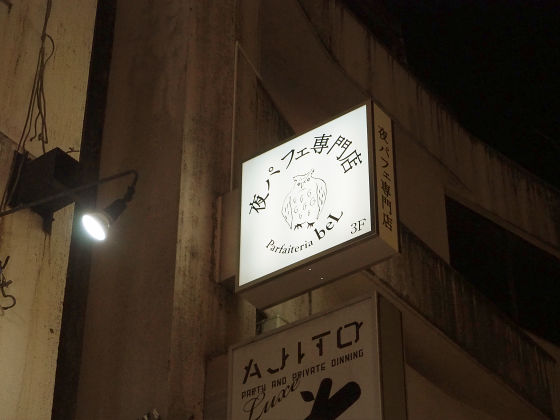 夜パフェ専門店
Parfaiteria beL
3F
夜パフェ専門店
AJITO
PARTY AND PRIVATE DINNING
Luxe